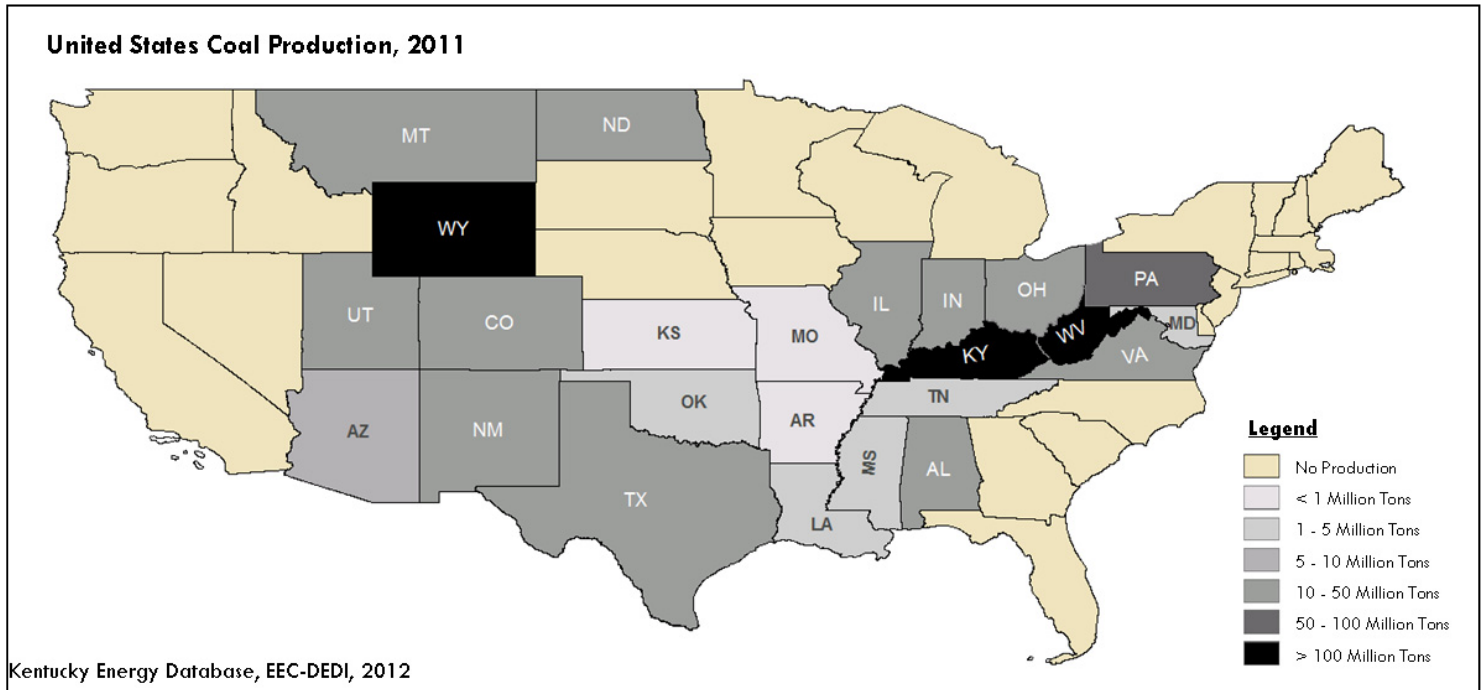 United States Coal Production, 2011
MT
ND
WY
UT
CO
KS
MO
IL
IN
OH
PA
MD
WV
KY
VA
AZ
NM
OK
AR
TN
TX
LA
MS
AL
Legend
No Production
< 1 Million Tons
1 - 5 Million Tons
5 - 10 Million Tons
10 - 50 Million Tons
50 - 100 Million Tons
> 100 Million Tons
Kentucky Energy Database, EEC-DEDI, 2012